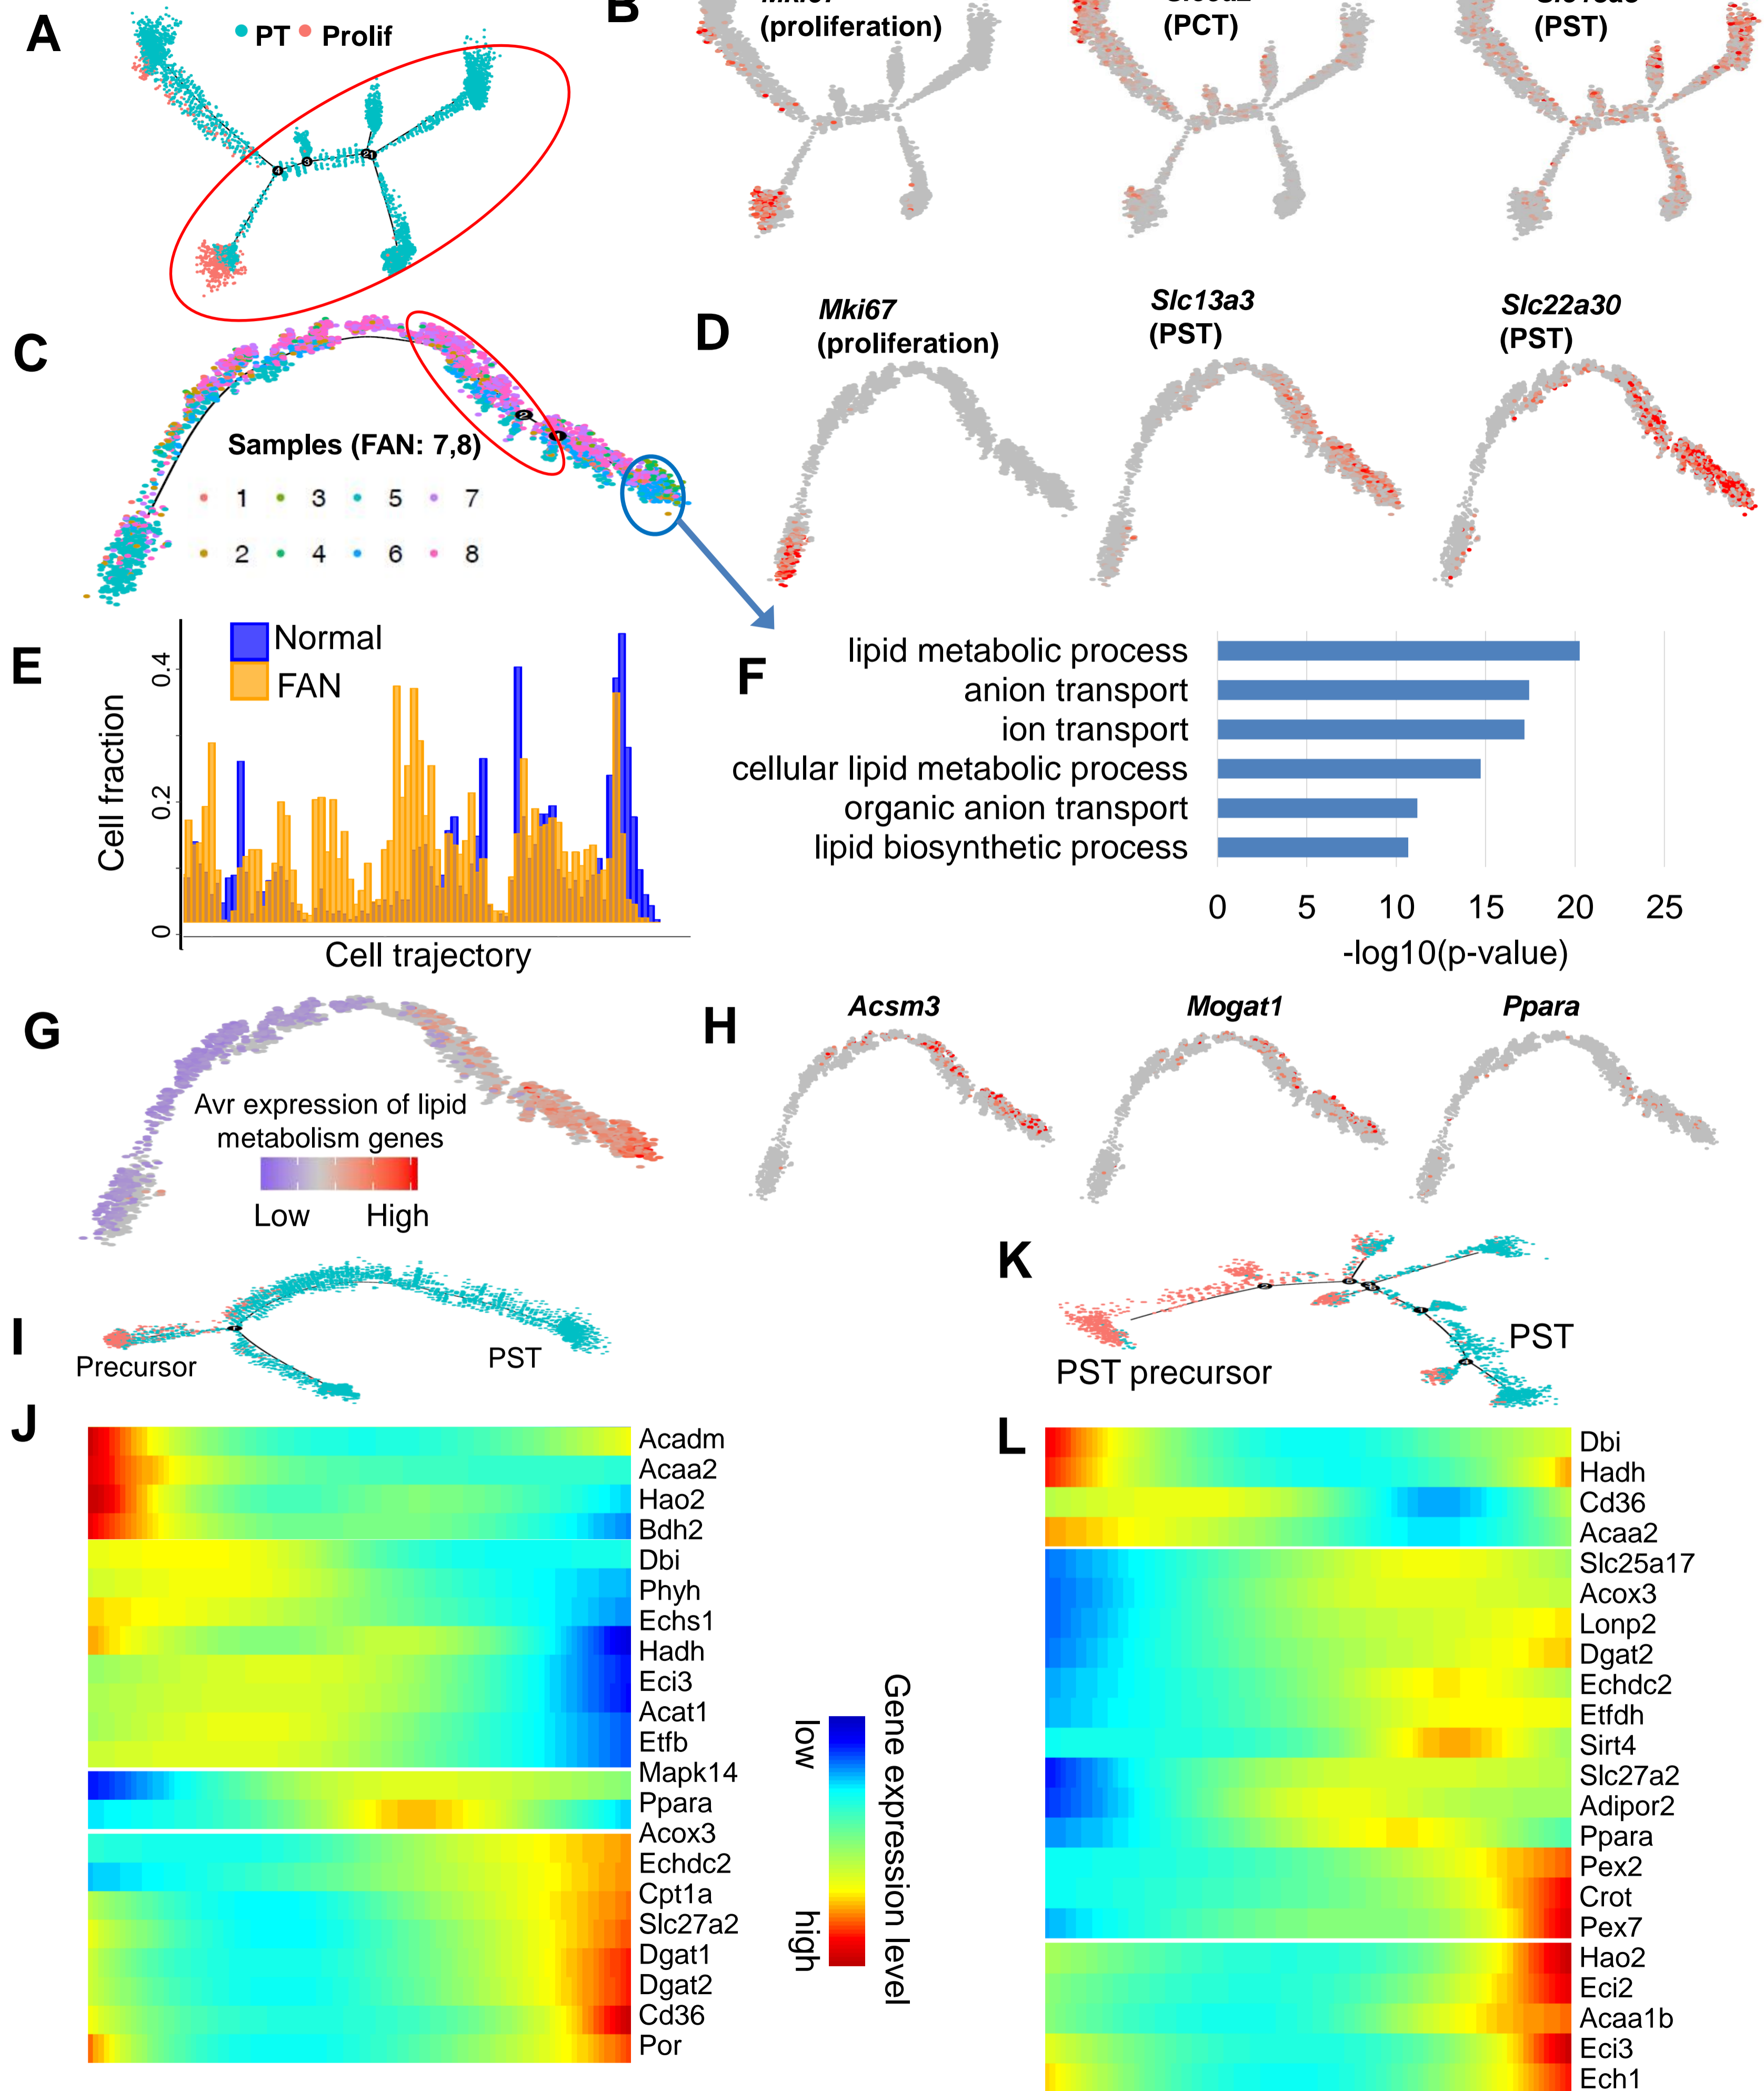 A
PT Prolif
B
(proliferation)
(PCT)
(PST)
4
3
C
Samples (FAN: 7,8)
1 3 5 7
2 4 6 8
D
Mki67
(proliferation)
Slc13a3
(PST)
Slc22a30
(PST)
E
Normal
FAN
Cell fraction
0.4
0.2
0
Cell trajectory
F
lipid metabolic process
anion transport
ion transport
cellular lipid metabolic process
organic anion transport
lipid biosynthetic process
0 5 10 15 20 25
-log10(p-value)
G
Avr expression of lipid
metabolism genes
Low High
H
Acsm3
Mogat1
Ppara
I
Precursor
PST
K
PST precursor
PST
J
Acadm
Acaa2
Hao2
Bdh2
Dbi
Phyh
Echs1
Hadh
Eci3
Acat1
Etfb
Mapk14
Ppara
Acox3
Echdc2
Cpt1a
Slc27a2
Dgat1
Dgat2
Cd36
Por
low
high
Gene expression level
L
Dbi
Hadh
Cd36
Acaa2
Slc25a17
Acox3
Lonp2
Dgat2
Echdc2
Etfdh
Sirt4
Slc27a2
Adipor2
Ppara
Pex2
Crot
Pex7
Hao2
Eci2
Acaa1b
Eci3
Ech1